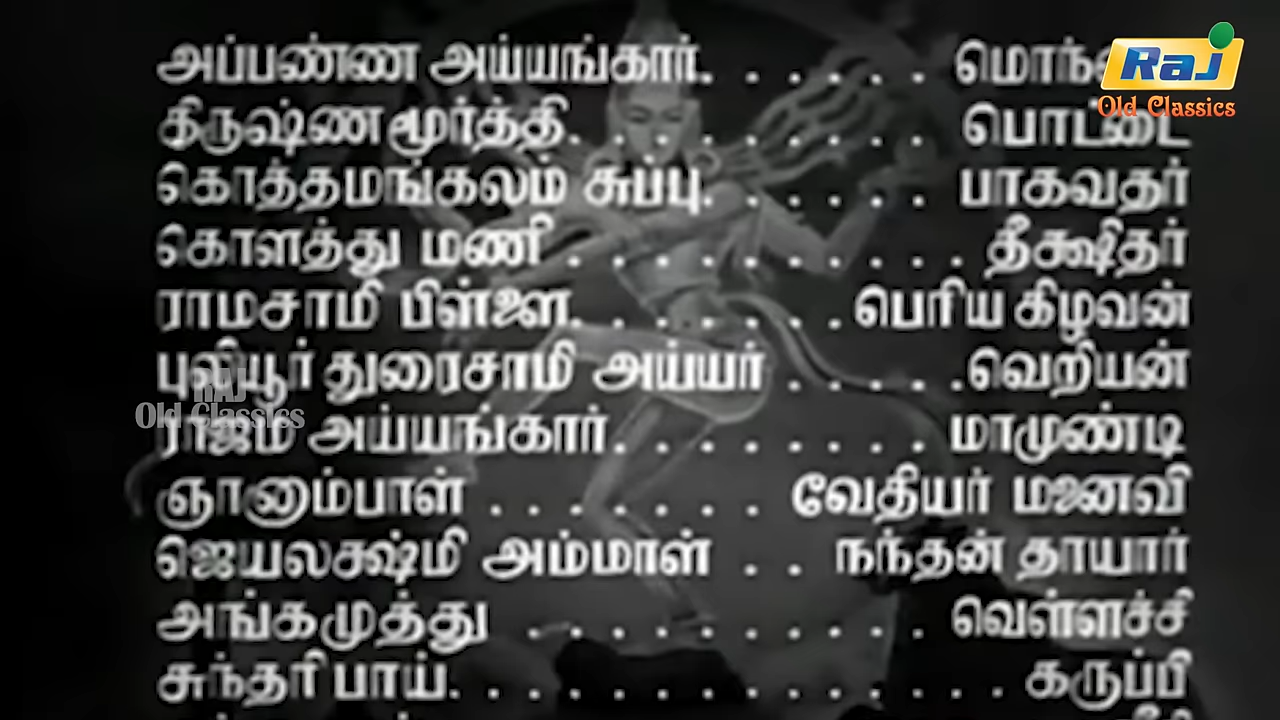 அப்பண்ண அய்யங்கார். . . . . . .
Raj
Old Classics
கிருஷ்ணமூர்த்தி. . . . . . . . . பொட்டை
கொத்தமங்கலம் சுப்பு. . . . . . பாகவதர்
கொளத்து மணி . . . . . . . . . . . தீக்ஷிதர்
ராமசாமி பிள்ளை. . . . . . . பெரிய கிழவன்
புலியூர் துரைசாமி அய்யர் . . . . . வெறியன்
RAJ
Old Classics
ராஜம் அய்யங்கார். . . . . . . . . மாமுண்டி
ஞானும்பாள் . . . . . . . வேதியர் மனைவி
ஜெயலக்ஷ்மி அம்மாள் . . நந்தன் தாயார்
அங்கமுத்து . . . . . . . . . . வெள்ளச்சி
சுந்தரி பாய். . . . . . . . . . . . . . . . கருப்பி